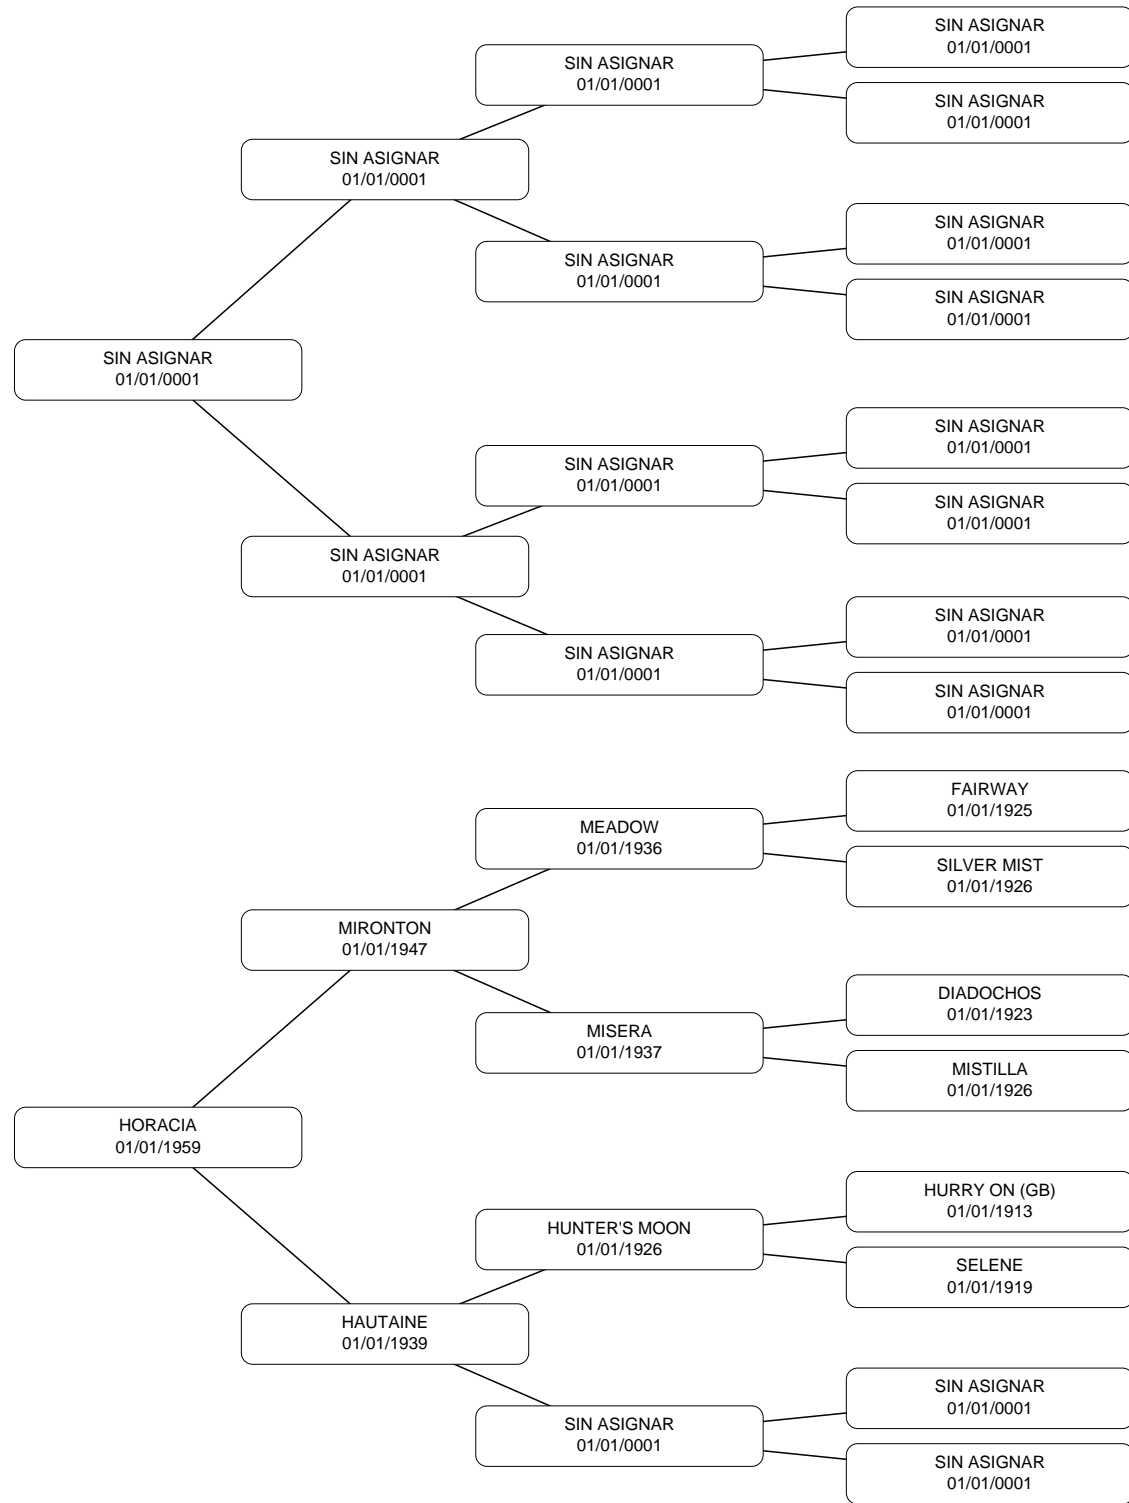 SIN ASIGNAR
01/01/0001
SIN ASIGNAR
01/01/0001
SIN ASIGNAR
01/01/0001
SIN ASIGNAR
01/01/0001
SIN ASIGNAR
01/01/0001
SIN ASIGNAR
01/01/0001
SIN ASIGNAR
01/01/0001
SIN ASIGNAR
01/01/0001
SIN ASIGNAR
01/01/0001
SIN ASIGNAR
01/01/0001
SIN ASIGNAR
01/01/0001
SIN ASIGNAR
01/01/0001
SIN ASIGNAR
01/01/0001
SIN ASIGNAR
01/01/0001
SIN ASIGNAR
01/01/0001
FAIRWAY
01/01/1925
MEADOW
01/01/1936
SILVER MIST
01/01/1926
MIRONTON
01/01/1947
DIADOCHOS
01/01/1923
MISERA
01/01/1937
MISTILLA
01/01/1926
HORACIA
01/01/1959
HURRY ON (GB)
01/01/1913
HUNTER'S MOON
01/01/1926
SELENE
01/01/1919
HAUTAINE
01/01/1939
SIN ASIGNAR
01/01/0001
SIN ASIGNAR
01/01/0001
SIN ASIGNAR
01/01/0001